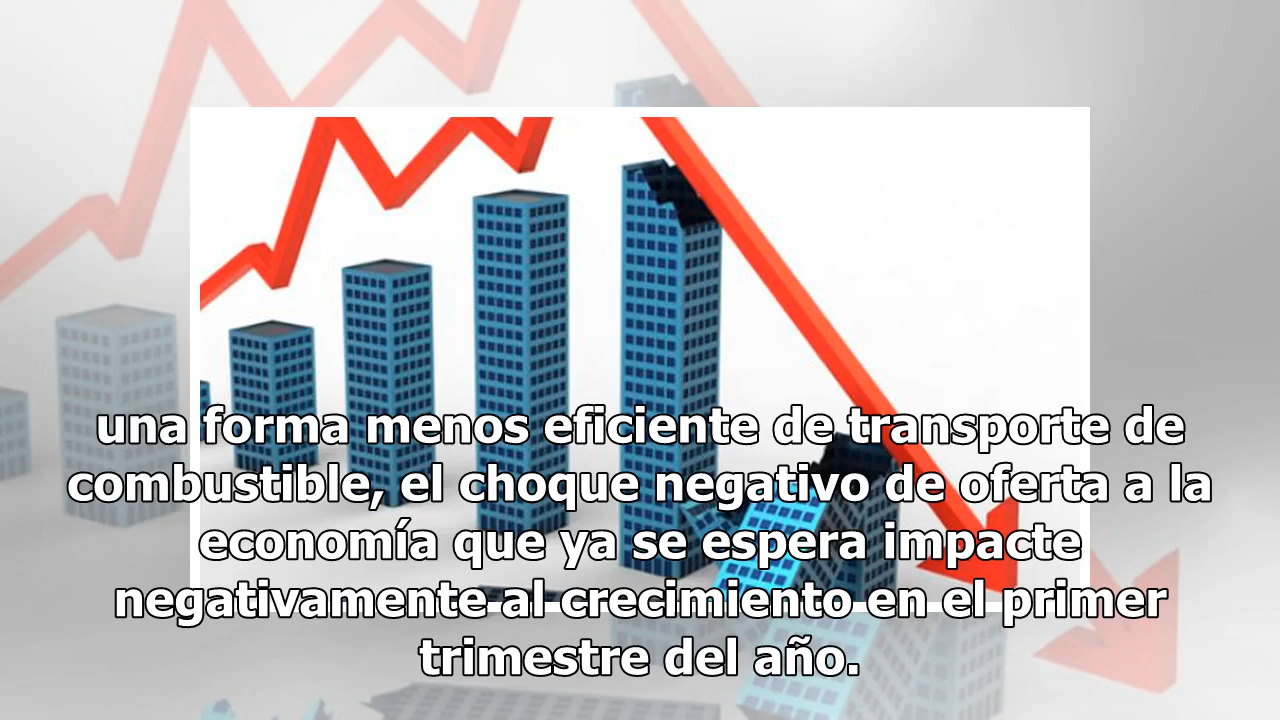 una forma menos eficiente de transporte de
combustible, el choque negativo de oferta a la
economía que ya se espera impacte
negativamente al crecimiento en el primer
trimestre del año.